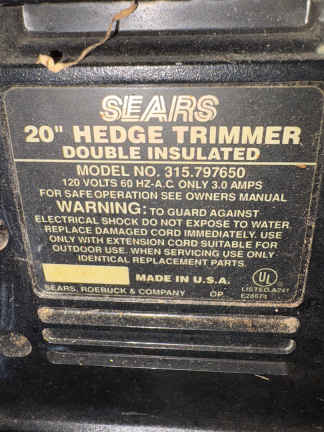 SEARS
20" HEDGE TRIMMER
DOUBLE INSULATED
MODEL NO. 315.797650
120 VOLTS 60 HZ-A.C. ONLY 3.0 AMPS
FOR SAFE OPERATION SEE OWNERS MANUAL
WARNING: TO GUARD AGAINST
ELECTRICAL SHOCK DO NOT EXPOSE TO WATER
REPLACE DAMAGED CORD IMMEDIATELY. USE
ONLY WITH EXTENSION CORD SUITABLE FOR
OUTDOOR USE. WHEN SERVICING USE ONLY
IDENTICAL REPLACEMENT PARTS.
MADE IN U.S.A.
UL
LISTED
SEARS, ROEBUCK & COMPANY OP